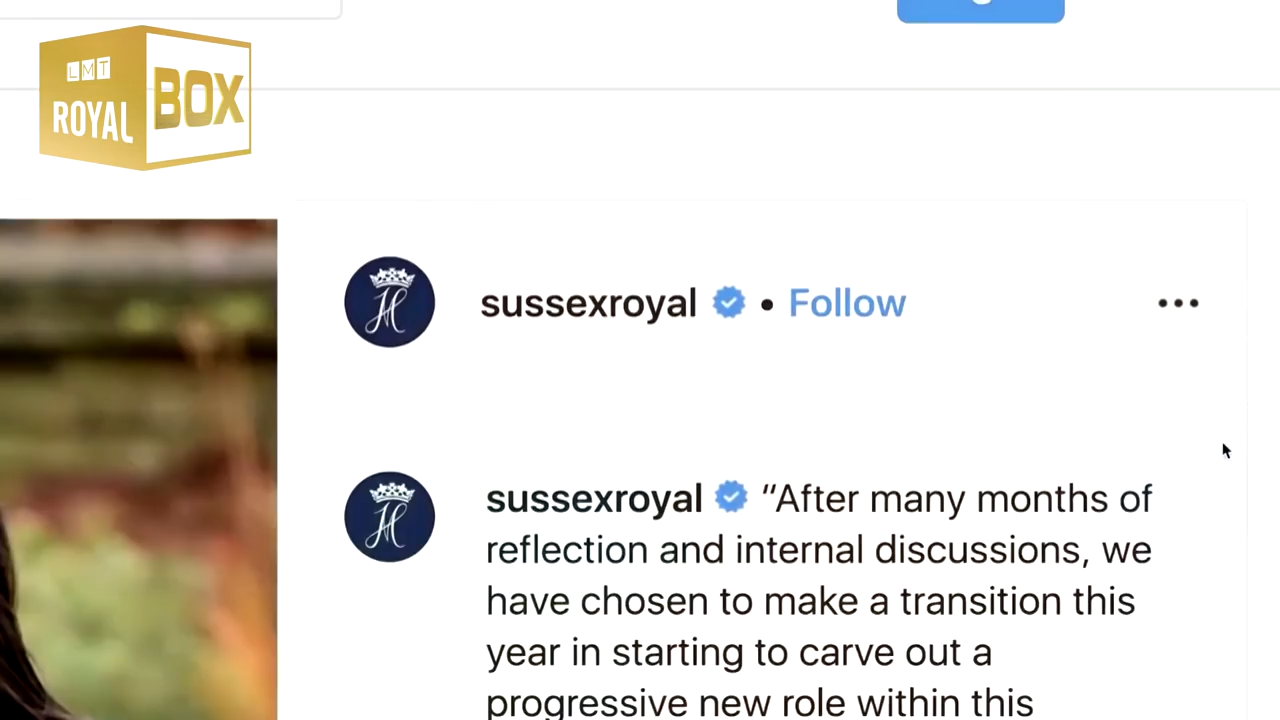 LMT
ROYAL BOX
sussexroyal • Follow
sussexroyal “After many months of
reflection and internal discussions, we
have chosen to make a transition this
year in starting to carve out a
progressive new role within this